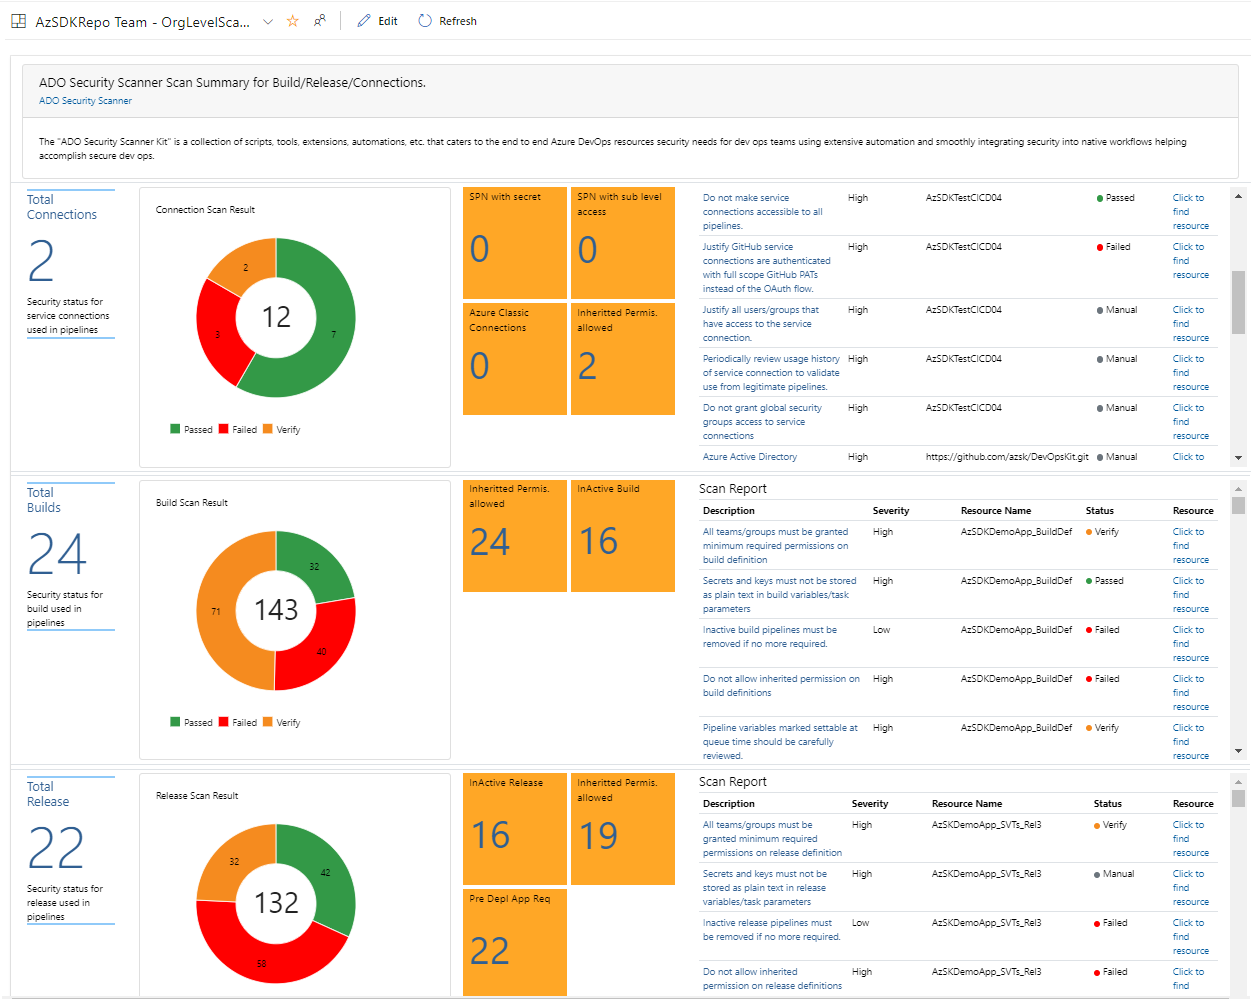 AzSDKRepo Team - OrgLevelSca...
Edit
Refresh
ADO Security Scanner Scan Summary for Build/Release/Connections.
ADO Security Scanner
The "ADO Security Scanner Kit" is a collection of scripts, tools, extensions, automations, etc. that caters to the end to end Azure DevOps resources security needs for dev ops teams using extensive automation and smoothly integrating security into native workflows helping
accomplish secure dev ops.
Total
Connections
2
Security status for
service connections
used in pipelines
Connection Scan Result
2
3
7
12
Passed Failed Verify
SPN with secret
0
SPN with sub level
access
0
Azure Classic
Connections
0
Inheritted Permis.
allowed
2
Do not make service
connections accessible to all
pipelines.
High
AzSDKTestCICD04
Passed
Click to
find
resource
Justify GitHub service
connections are authenticated
with full scope GitHub PATs
instead of the OAuth flow.
High
AzSDKTestCICD04
Failed
Click to
find
resource
Justify all users/groups that
have access to the service
connection.
High
AzSDKTestCICD04
Manual
Click to
find
resource
Periodically review usage history
of service connection to validate
use from legitimate pipelines.
High
AzSDKTestCICD04
Manual
Click to
find
resource
Do not grant global security
groups access to service
connections
High
AzSDKTestCICD04
Manual
Click to
find
resource
Azure Active Directory
High
https://github.com/azsk/DevOpsKit.git
Manual
Click to
Total
Builds
24
Security status for
build used in
pipelines
Build Scan Result
32
71
40
143
Passed Failed Verify
Inheritted Permis.
allowed
24
InActive Build
16
Scan Report
Description Severity Resource Name Status Resource
All teams/groups must be granted
minimum required permissions on
build definition
High
AzSDKDemoApp_BuildDef
Verify
Click to
find
resource
Secrets and keys must not be stored
as plain text in build variables/task
parameters
High
AzSDKDemoApp_BuildDef
Passed
Click to
find
resource
Inactive build pipelines must be
removed if no more required.
Low
AzSDKDemoApp_BuildDef
Failed
Click to
find
resource
Do not allow inherited permission on
build definitions
High
AzSDKDemoApp_BuildDef
Failed
Click to
find
resource
Pipeline variables marked settable at
queue time should be carefully
reviewed.
High
AzSDKDemoApp_BuildDef
Verify
Click to
find
resource
Total
Release
22
Security status for
release used in
pipelines
Release Scan Result
32
42
58
132
InActive Release
16
Inheritted Permis.
allowed
19
Pre Depl App Req
22
Scan Report
Description Severity Resource Name Status Resource
All teams/groups must be
granted minimum required
permissions on release definition
High
AzSKDemoApp_SVTs_Rel3
Verify
Click to
find
resource
Secrets and keys must not be
stored as plain text in release
variables/task parameters
High
AzSKDemoApp_SVTs_Rel3
Manual
Click to
find
resource
Inactive release pipelines must
be removed if no more required.
Low
AzSKDemoApp_SVTs_Rel3
Failed
Click to
find
resource
Do not allow inherited
permission on release definitions
High
AzSKDemoApp_SVTs_Rel3
Failed
Click to
find